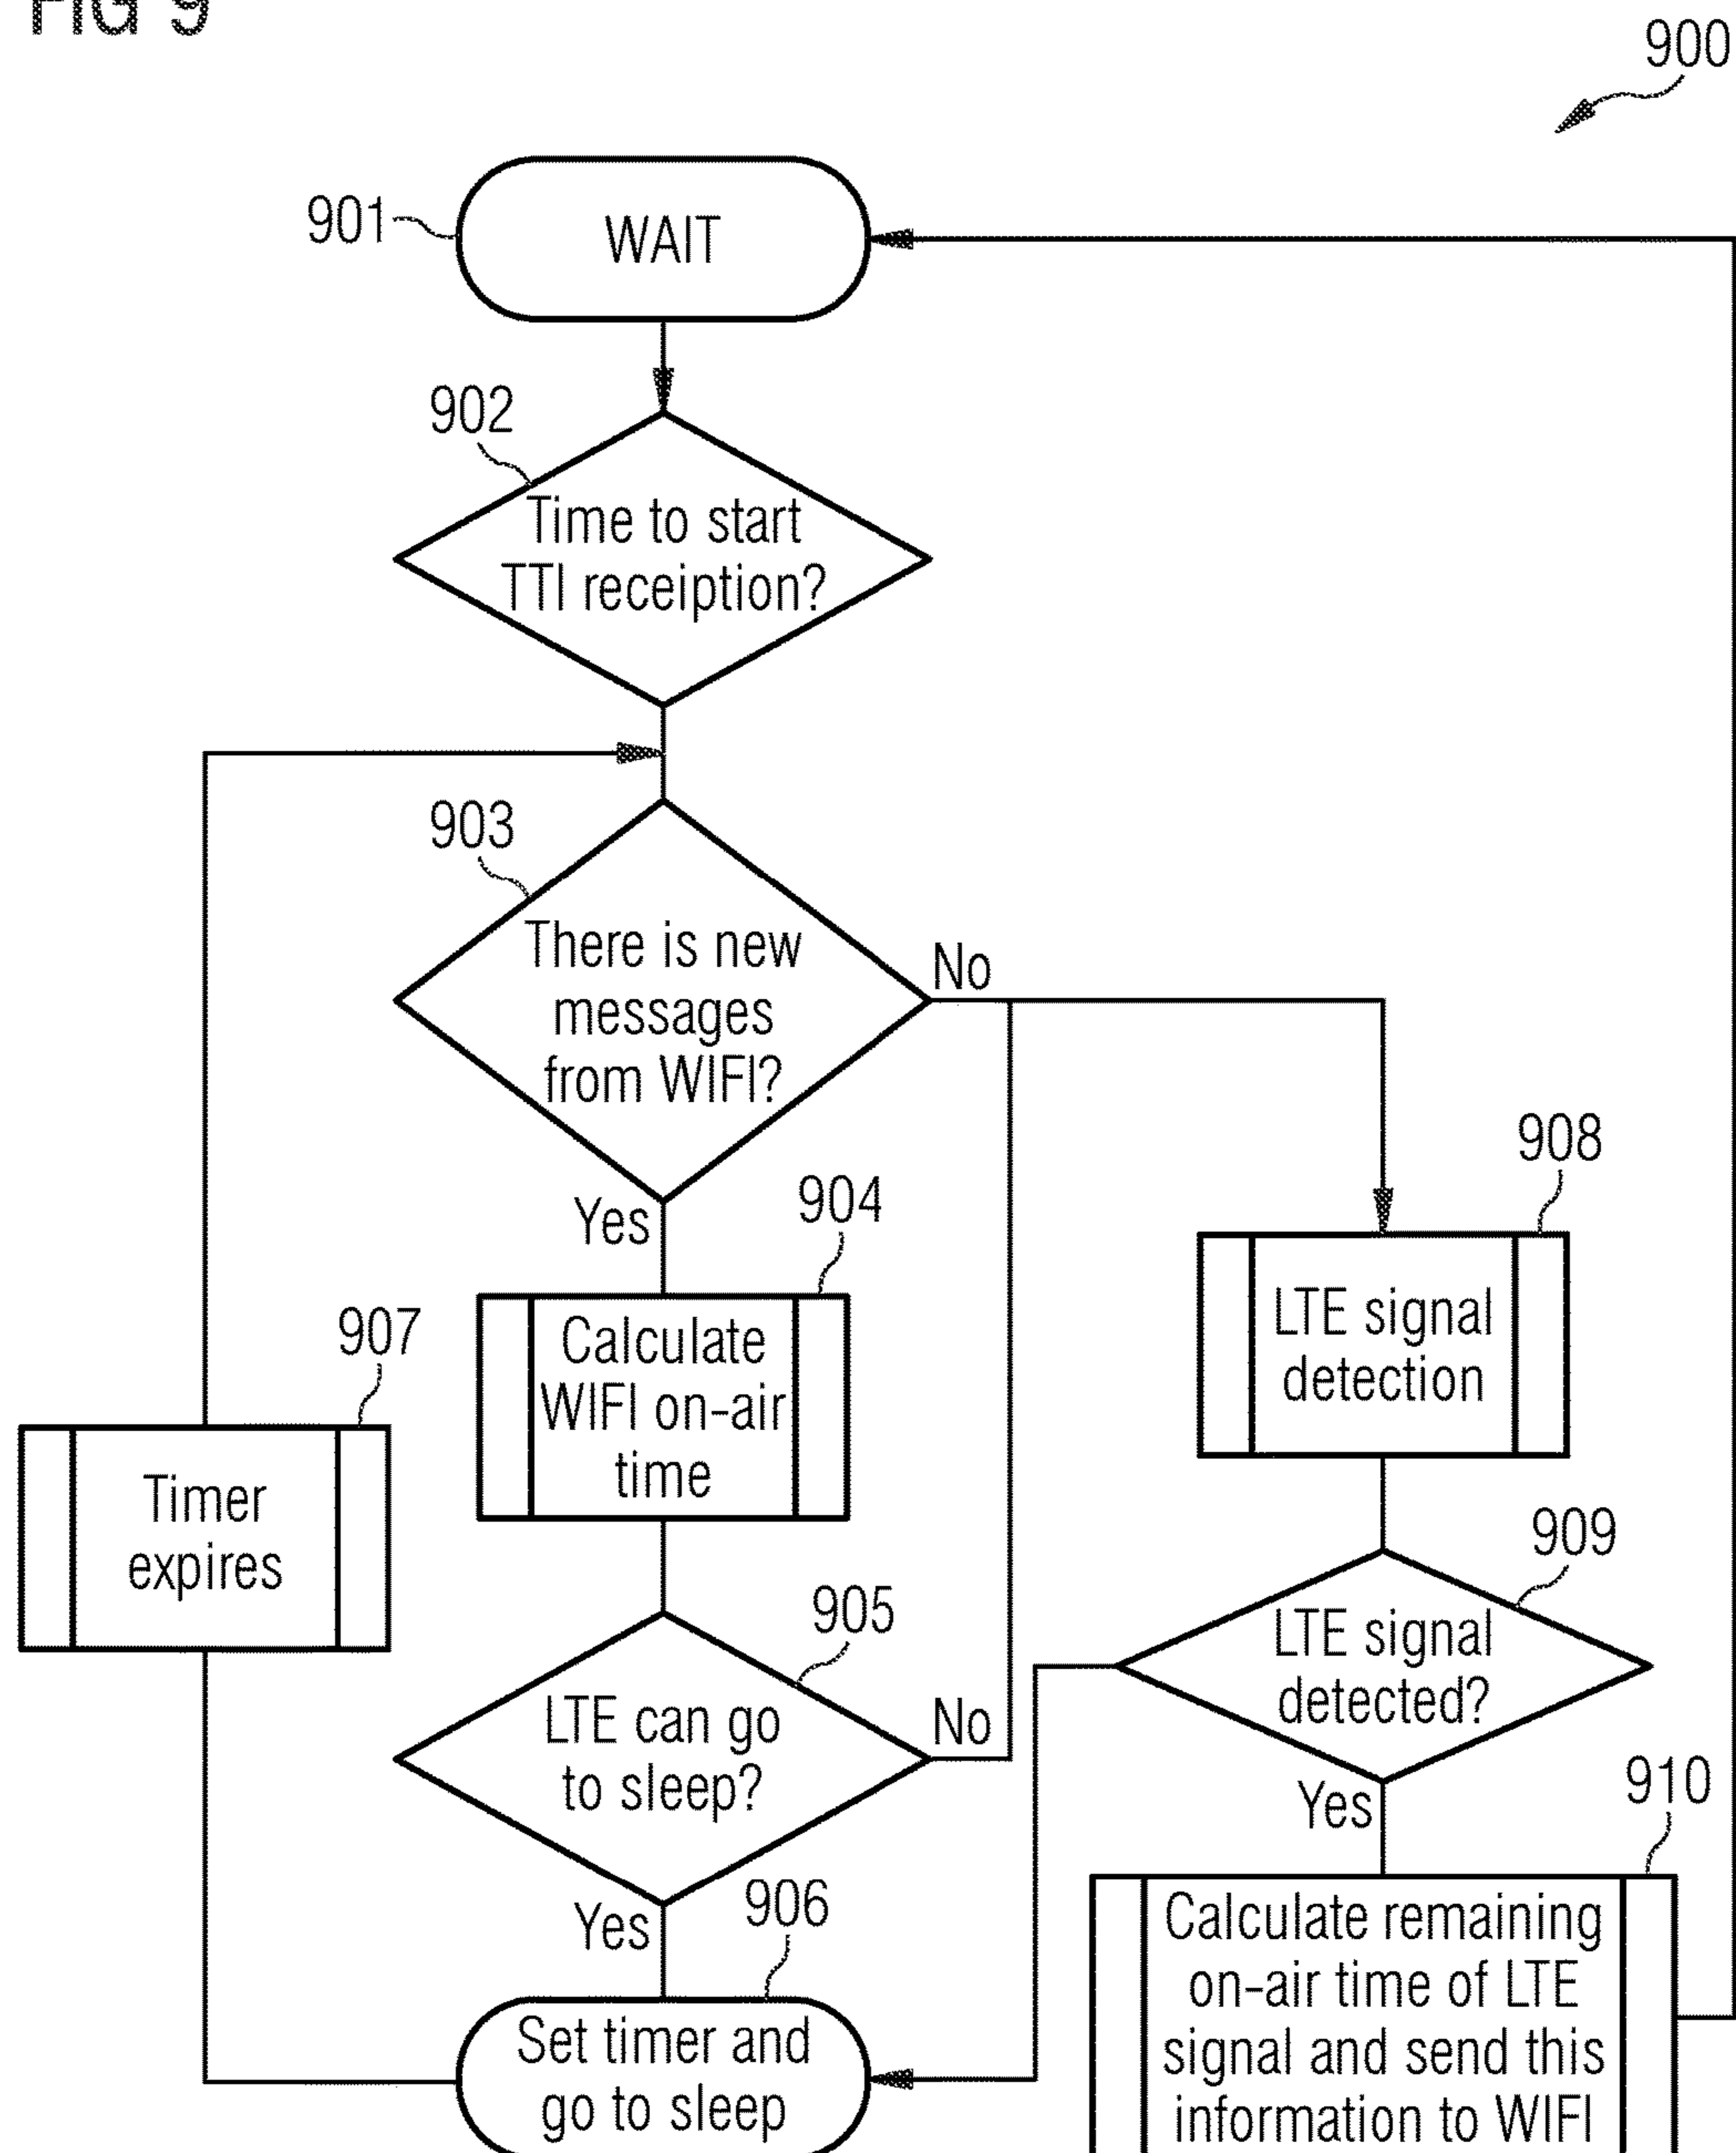 FIG 9
900
901
WAIT
902
Time to start
TTI receiption?
903
There is new
messages
from WIFI?
No
Yes
904
Calculate
WIFI on-air
time
907
Timer
expires
908
LTE signal
detection
905
LTE can go
to sleep?
No
Yes
909
LTE signal
detected?
Yes
906
Set timer and
go to sleep
910
Calculate remaining
on-air time of LTE
signal and send this
information to WIFI